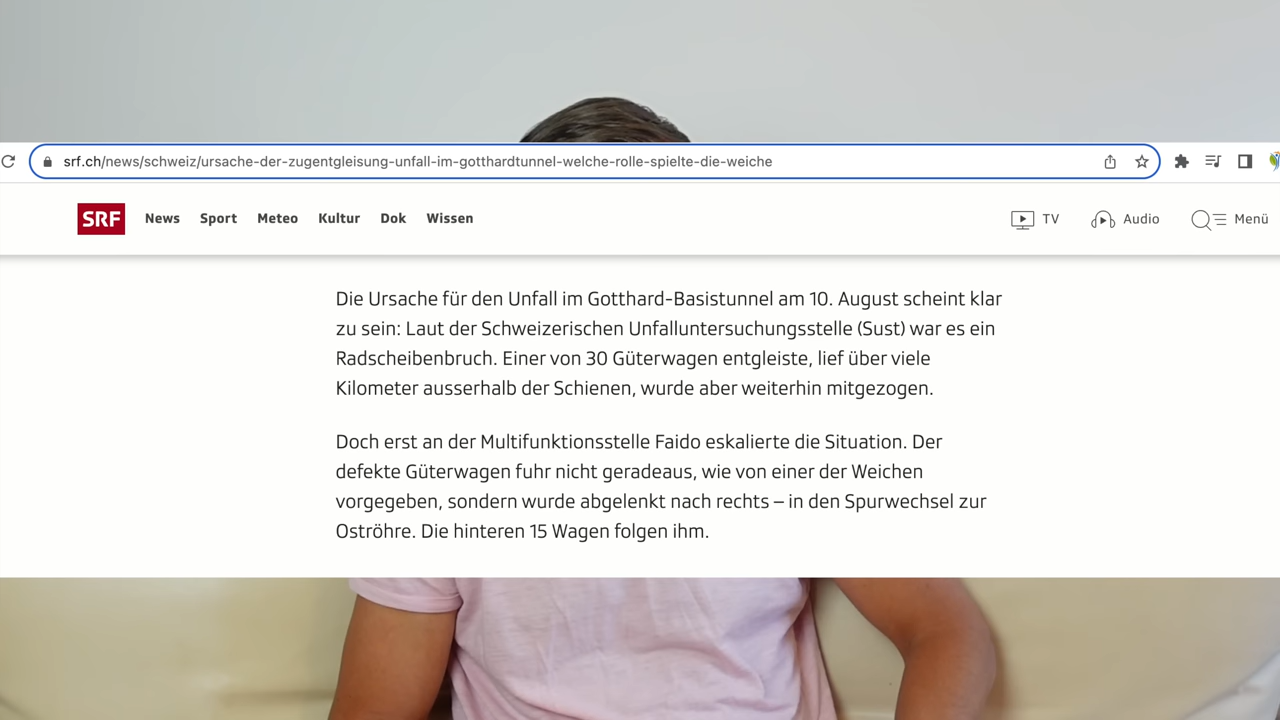 srf.ch/news/schweiz/ursache-der-zugentgleisung-unfall-im-gotthardtunnel-welche-rolle-spielte-die-weiche
SRF News Sport Meteo Kultur Dok Wissen TV Audio Menü
Die Ursache für den Unfall im Gotthard-Basistunnel am 10. August scheint klar
zu sein: Laut der Schweizerischen Unfalluntersuchungsstelle (Sust) war es ein
Radscheibenbruch. Einer von 30 Güterwagen entgleiste, lief über viele
Kilometer ausserhalb der Schienen, wurde aber weiterhin mitgezogen.
Doch erst an der Multifunktionsstelle Faido eskalierte die Situation. Der
defekte Güterwagen fuhr nicht geradeaus, wie von einer der Weichen
vorgegeben, sondern wurde abgelenkt nach rechts – in den Spurwechsel zur
Oströhre. Die hinteren 15 Wagen folgen ihm.